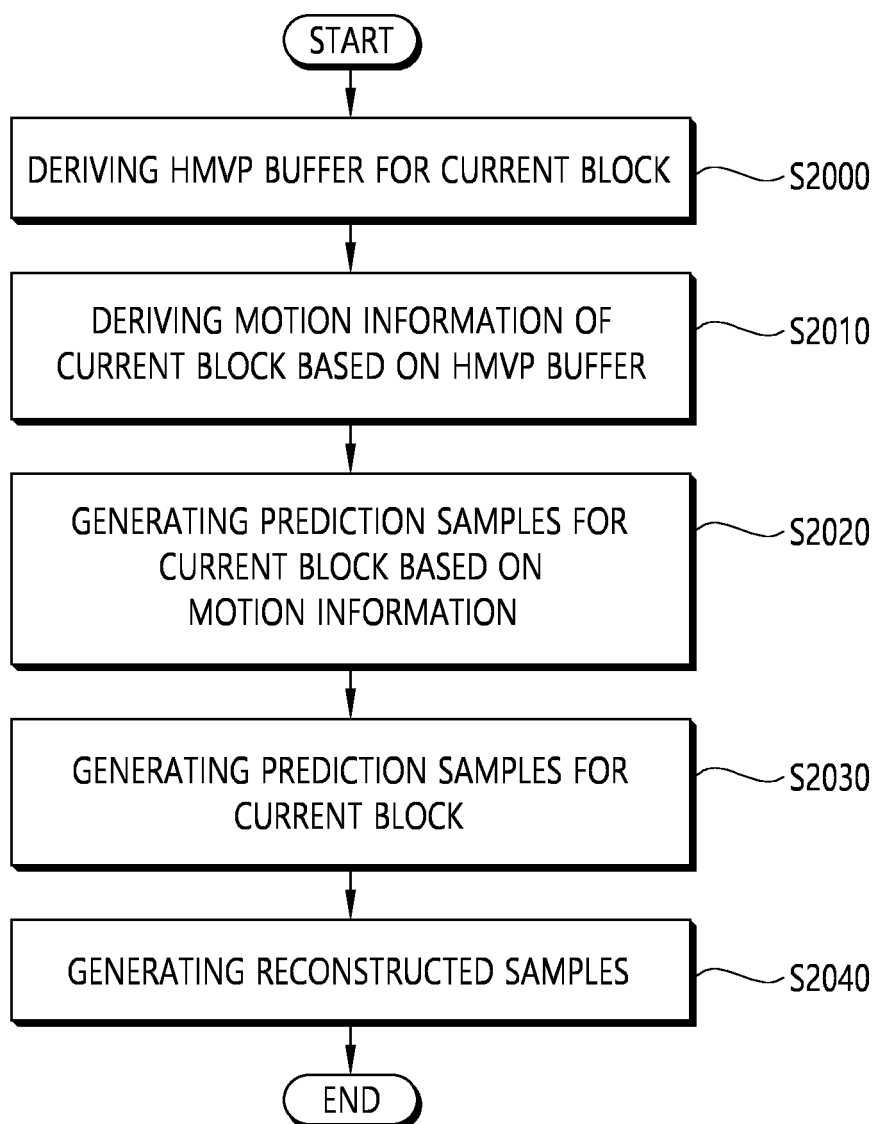 START
DERIVING HMVP BUFFER FOR CURRENT BLOCK
S2000
DERIVING MOTION INFORMATION OF
CURRENT BLOCK BASED ON HMVP BUFFER
S2010
GENERATING PREDICTION SAMPLES FOR
CURRENT BLOCK BASED ON
MOTION INFORMATION
S2020
GENERATING PREDICTION SAMPLES FOR
CURRENT BLOCK
S2030
GENERATING RECONSTRUCTED SAMPLES
S2040
END